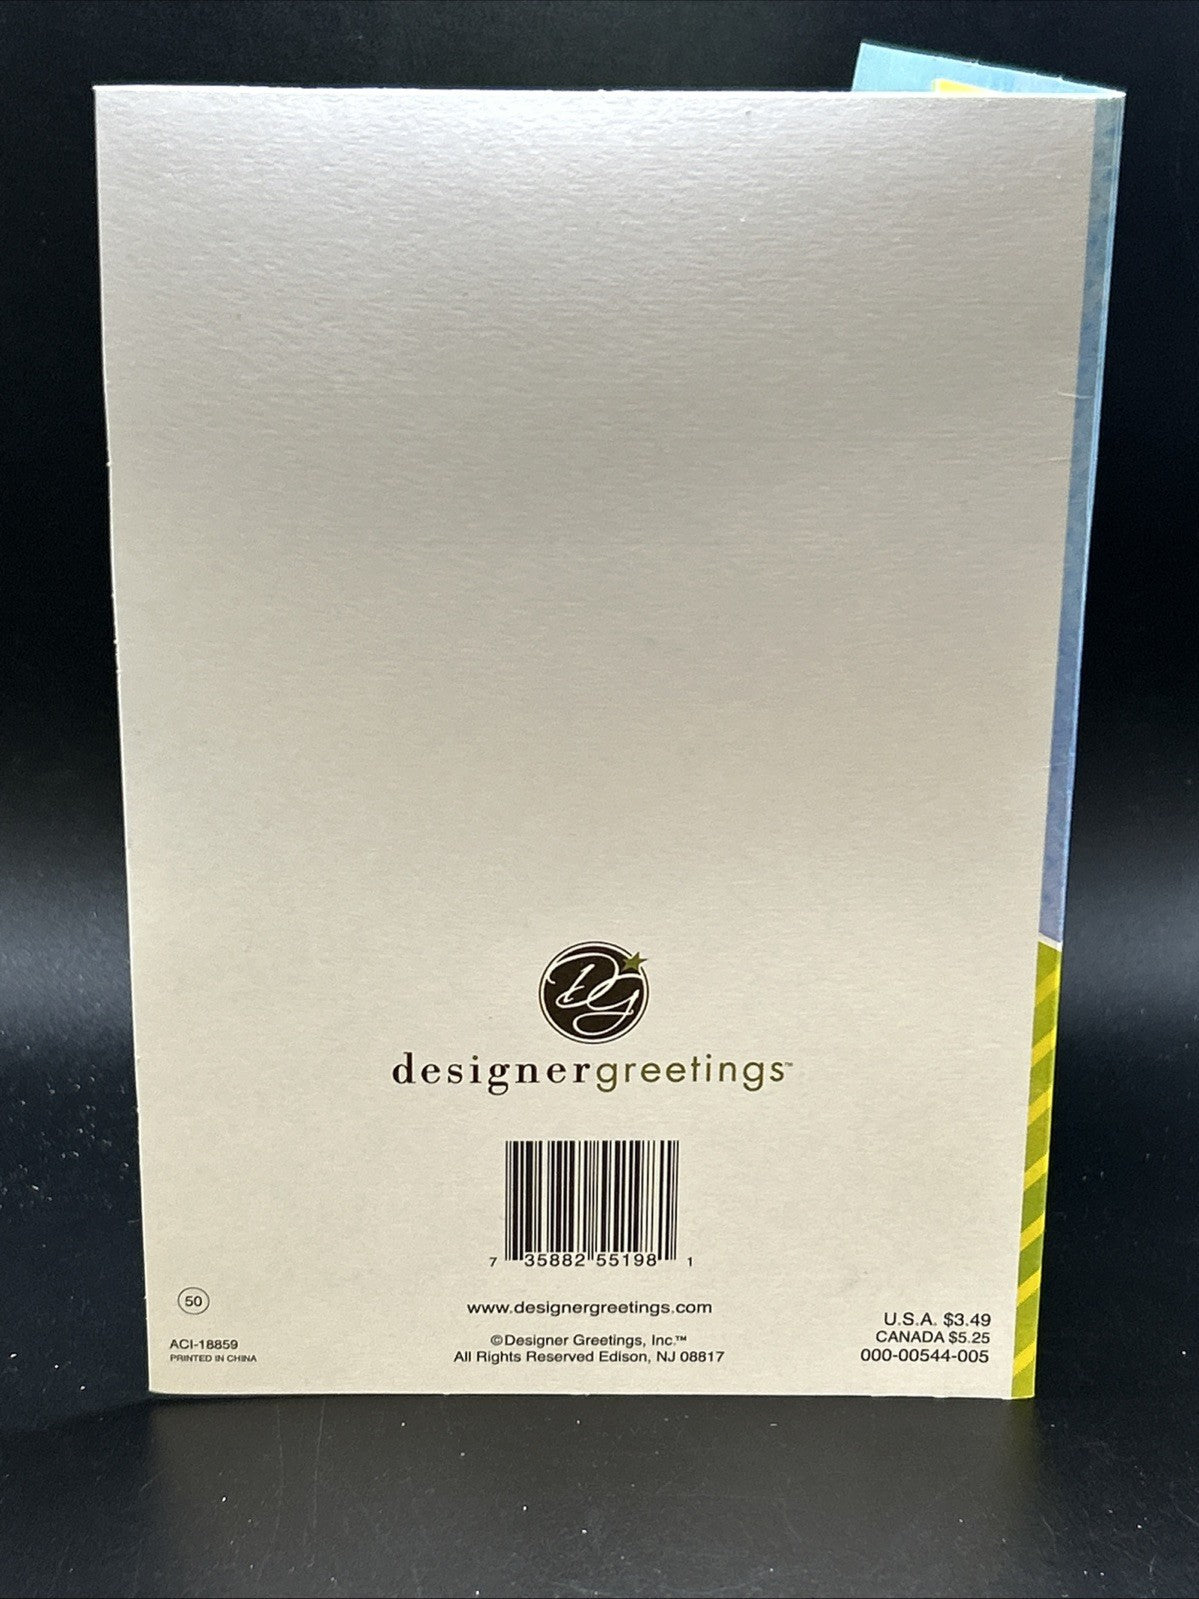 DG
designergreetings™
7 35882 55198 1
50
www.designergreetings.com
ACI-18859
PRINTED IN CHINA
©Designer Greetings, Inc.™
All Rights Reserved Edison, NJ 08817
U.S.A. $3.49
CANADA $5.25
000-00544-005